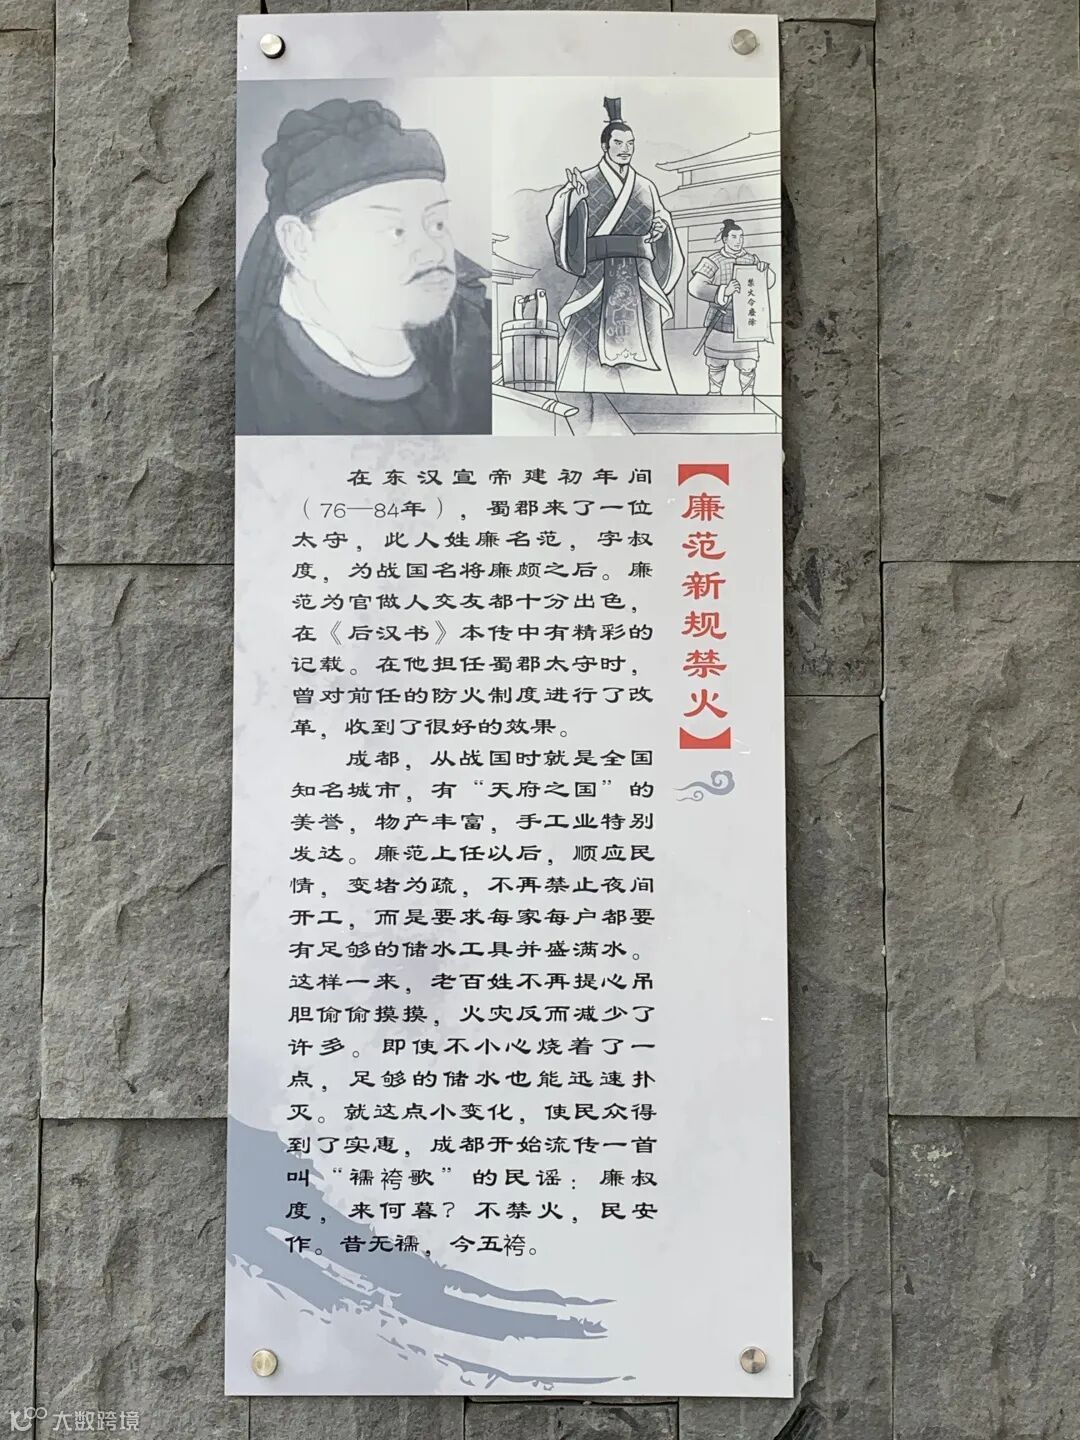 禁火令废除
【廉范新规禁火】
在东汉宣帝建初年间
（76—84年），蜀郡来了一位
太守，此人姓廉名范，字叔
度，为战国名将廉颇之后。廉
范为官做人交友都十分出色，
在《后汉书》本传中有精彩的
记载。在他担任蜀郡太守时，
曾对前任的防火制度进行了改
革，收到了很好的效果。
成都，从战国时就是全国
知名城市，有“天府之国”的
美誉，物产丰富，手工业特别
发达。廉范上任以后，顺应民
情，变堵为疏，不再禁止夜间
开工，而是要求每家每户都要
有足够的储水工具并盛满水。
这样一来，老百姓不再提心吊
胆偷偷摸摸，火灾反而减少了
许多。即使不小心烧着了一
点，足够的储水也能迅速扑
灭。就这点小变化，使民众得
到了实惠，成都开始流传一首
叫“襦袴歌”的民谣：廉叔
度，来何暮？不禁火，民安
作。昔无襦，今五袴。
大数跨境